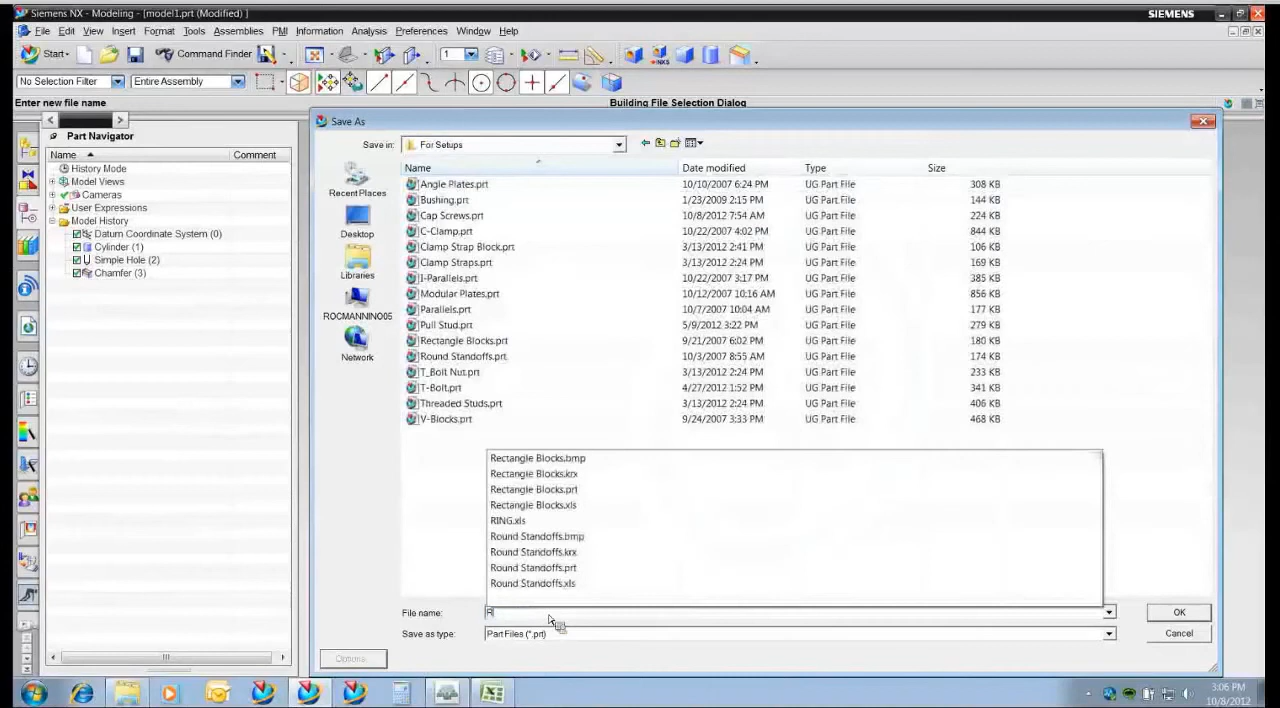 Siemens NX - Modeling - [model1.prt (Modified) ]
SIEMENS
File Edit View Insert Format Tools Assemblies PMI Information Analysis Preferences Window Help
Start Command Finder 1
No Selection Filter Entire Assembly
Enter new file name
Building File Selection Dialog
Part Navigator
Name Comment
History Mode
Model Views
Cameras
User Expressions
Model History
Datum Coordinate System (0)
Cylinder (1)
Simple Hole (2)
Chamfer (3)
Save As
Save in: For Setups
Recent Places
Desktop
Libraries
ROCMANNINO05
Network
Name Date modified Type Size
Angle Plates.prt 10/10/2007 6:24 PM UG Part File 308 KB
Bushing.prt 1/23/2009 2:15 PM UG Part File 144 KB
Cap Screws.prt 10/8/2012 7:54 AM UG Part File 224 KB
C-Clamp.prt 10/22/2007 4:02 PM UG Part File 844 KB
Clamp Strap Block.prt 3/13/2012 2:41 PM UG Part File 106 KB
Clamp Straps.prt 3/13/2012 2:24 PM UG Part File 169 KB
I-Parallels.prt 10/22/2007 3:17 PM UG Part File 385 KB
Modular Plates.prt 10/12/2007 10:16 AM UG Part File 856 KB
Parallels.prt 10/7/2007 10:04 AM UG Part File 177 KB
Pull Stud.prt 5/9/2012 3:22 PM UG Part File 279 KB
Rectangle Blocks.prt 9/21/2007 6:02 PM UG Part File 180 KB
Round Standoffs.prt 10/3/2007 8:55 AM UG Part File 174 KB
T_Bolt Nut.prt 3/13/2012 2:24 PM UG Part File 233 KB
T-Bolt.prt 4/27/2012 1:52 PM UG Part File 341 KB
Threaded Studs.prt 3/13/2012 2:24 PM UG Part File 406 KB
V-Blocks.prt 9/24/2007 3:33 PM UG Part File 468 KB
Rectangle Blocks.bmp
Rectangle Blocks.krx
Rectangle Blocks.prt
Rectangle Blocks.xls
RING.xls
Round Standoffs.bmp
Round Standoffs.krx
Round Standoffs.prt
Round Standoffs.xls
File name: R OK
Save as type: Part Files (*.prt) Cancel
Options
3:06 PM
10/8/2012